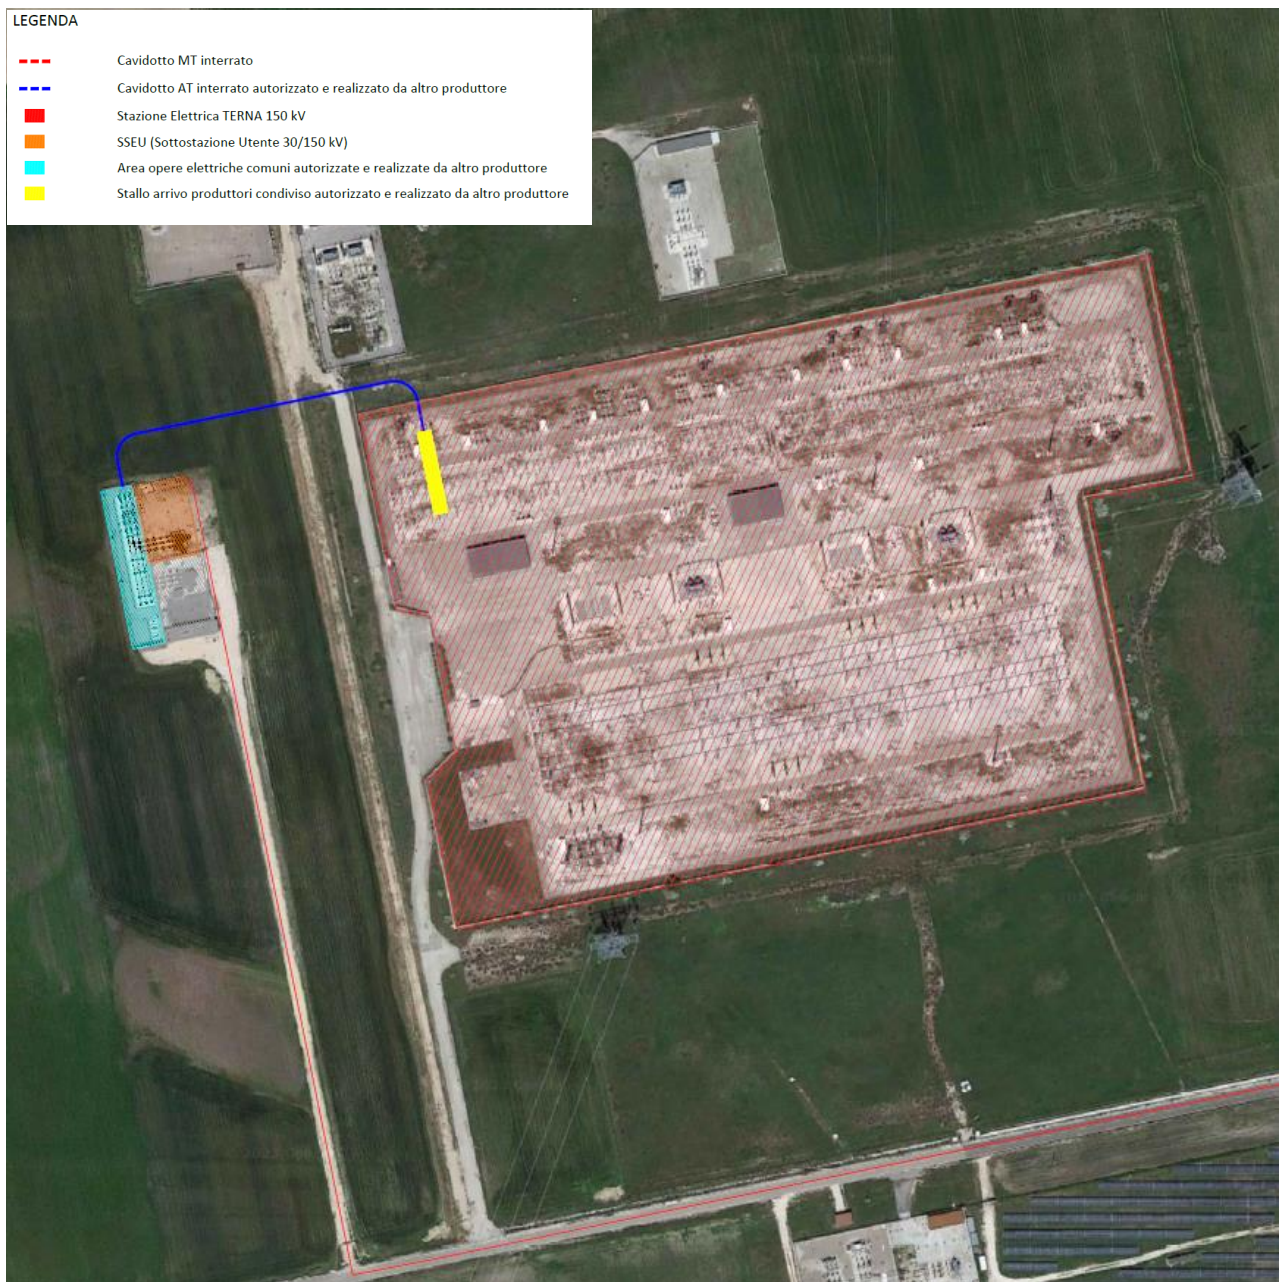 LEGENDA
Cavidotto MT interrato
Cavidotto AT interrato autorizzato e realizzato da altro produttore
Stazione Elettrica TERNA 150 kV
SSEU (Sottostazione Utente 30/150 kV)
Area opere elettriche comuni autorizzate e realizzate da altro produttore
Stallo arrivo produttori condiviso autorizzato e realizzato da altro produttore